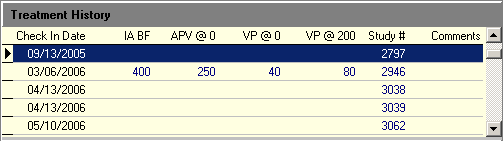 Treatment History
Check In Date IA BF APV @ 0 VP @ 0 VP @ 200 Study # Comments
09/13/2005 2797
03/06/2006 400 250 40 80 2946
04/13/2006 3038
04/13/2006 3039
05/10/2006 3062